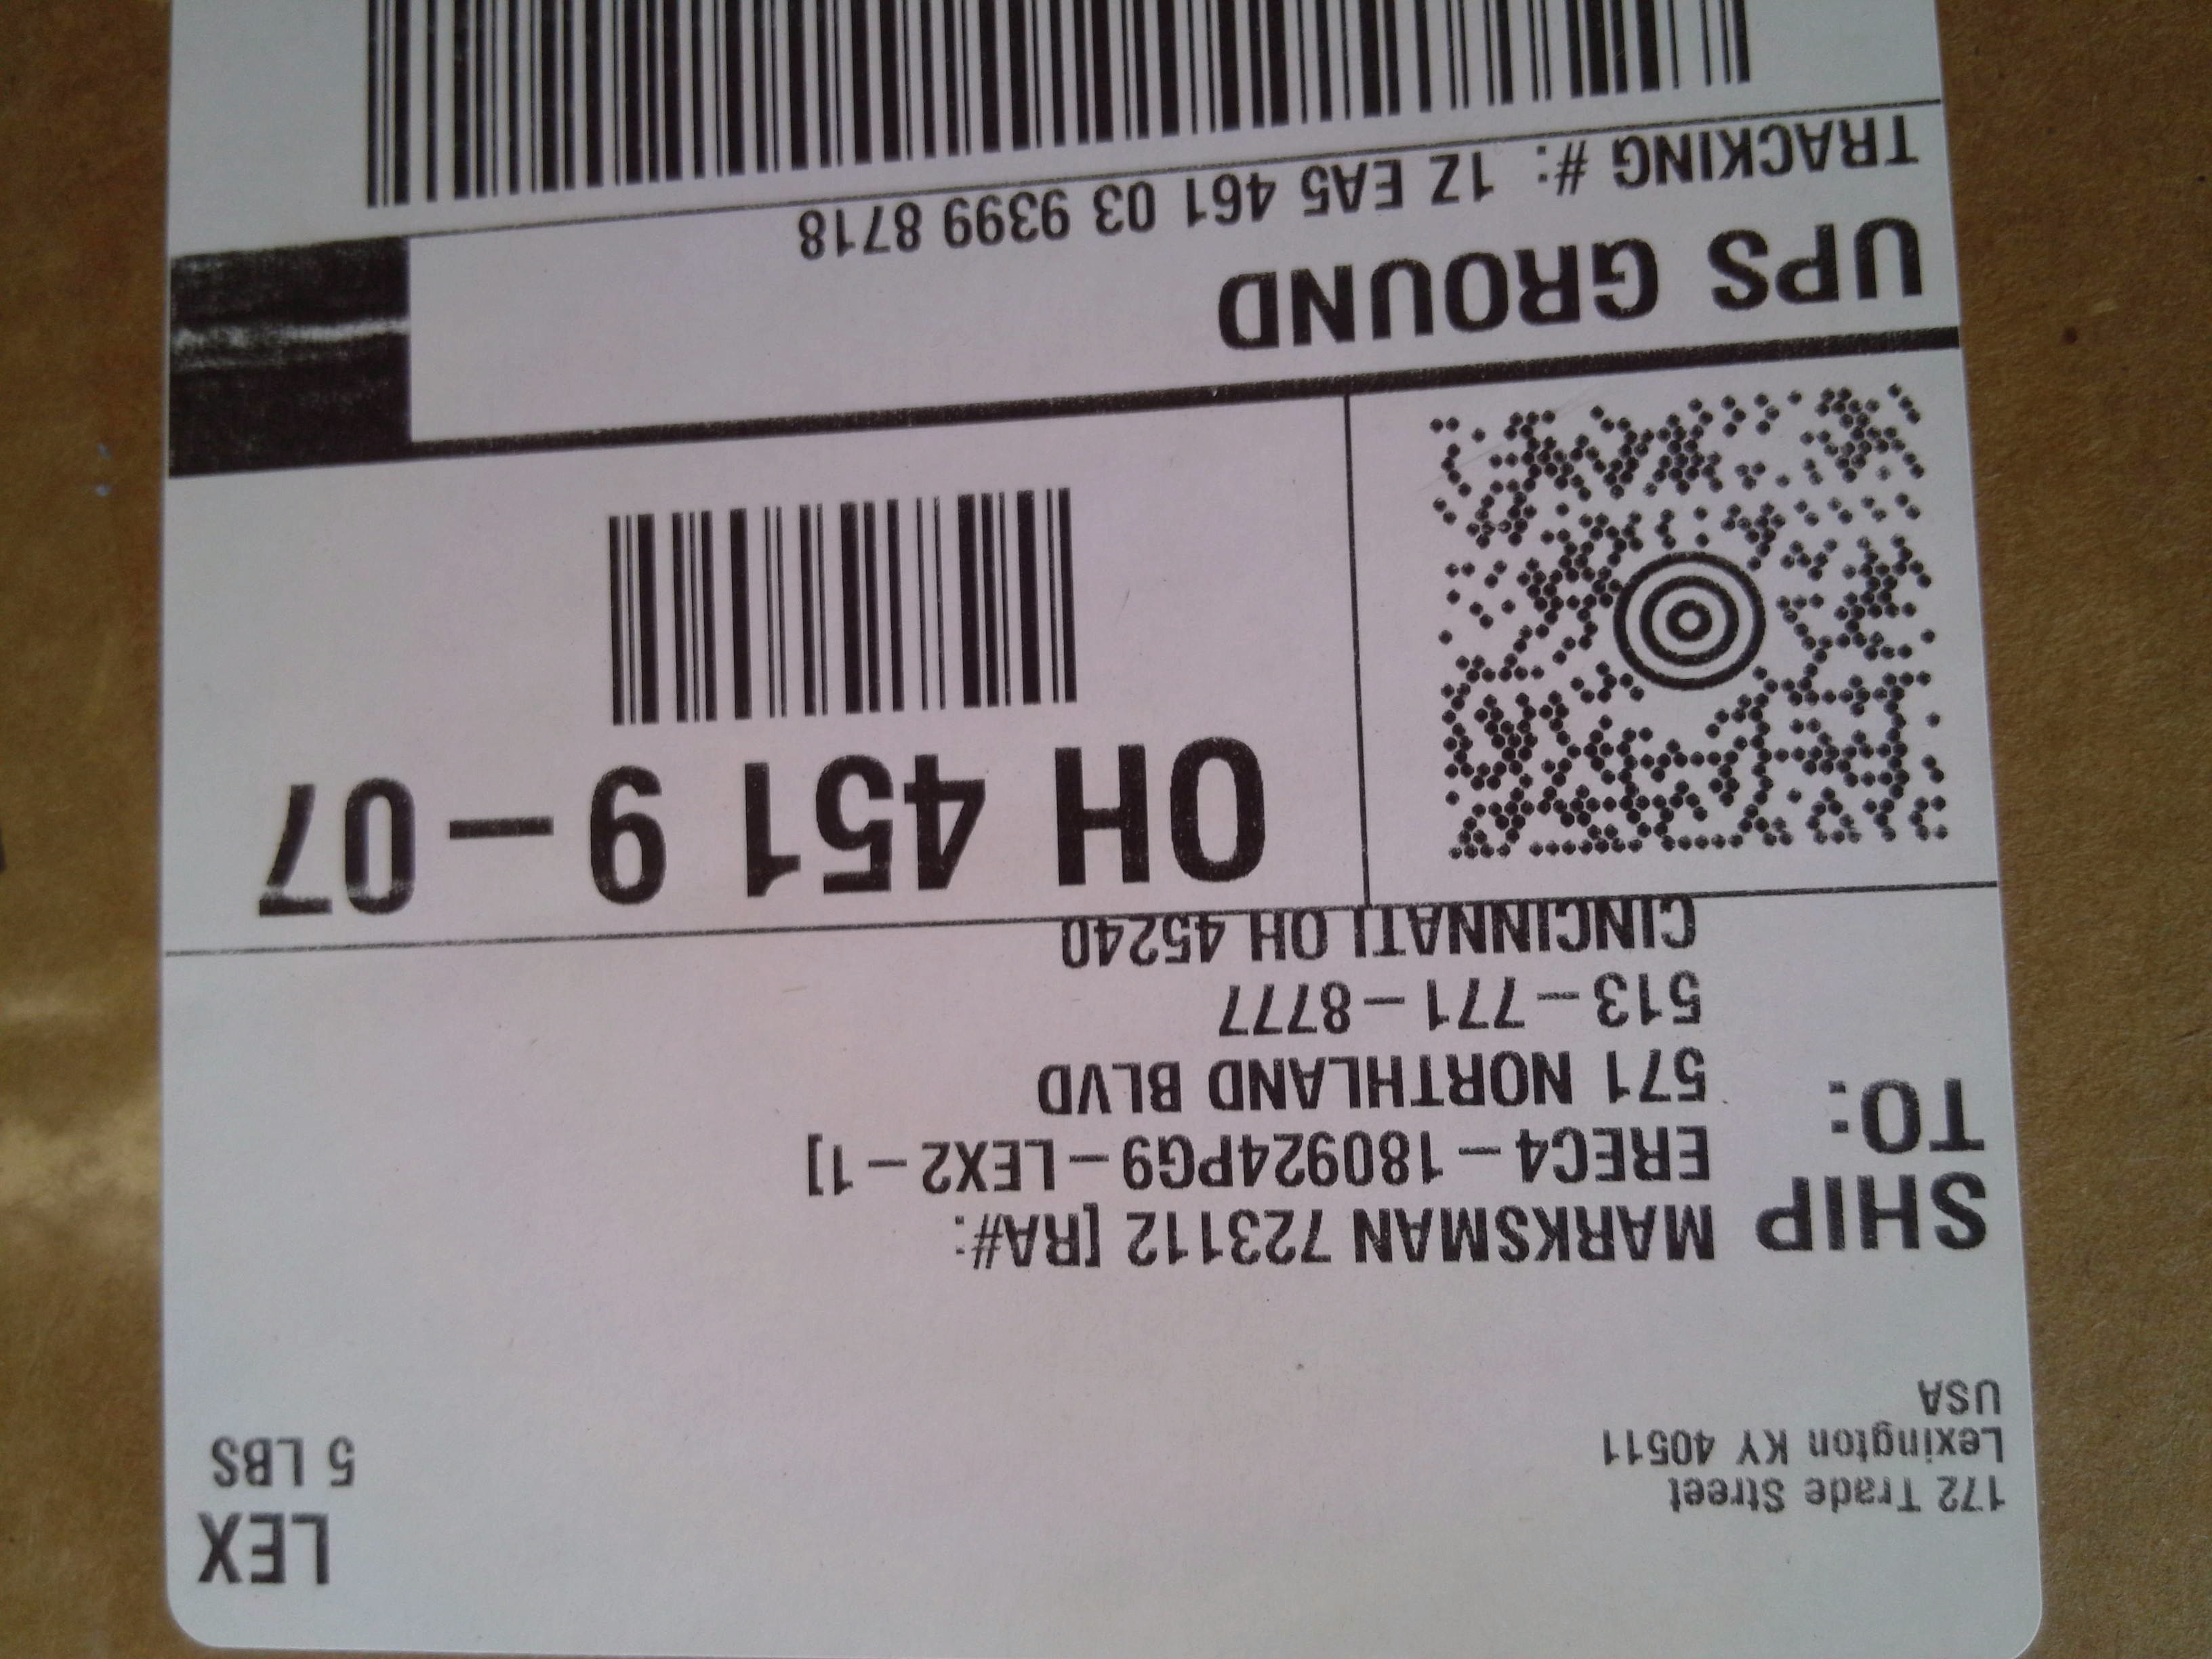 LEX
5 LBS
172 Trade Street
Lexington KY 40511
USA
SHIP
TO:
MARKSMAN 723112 [RA#:
EREC4-180924PG9-LEX2-1]
571 NORTHLAND BLVD
513-771-8777
CINCINNATI OH 45240
OH 451 9-07
UPS GROUND
TRACKING #: 1Z EA5 461 03 9399 8718